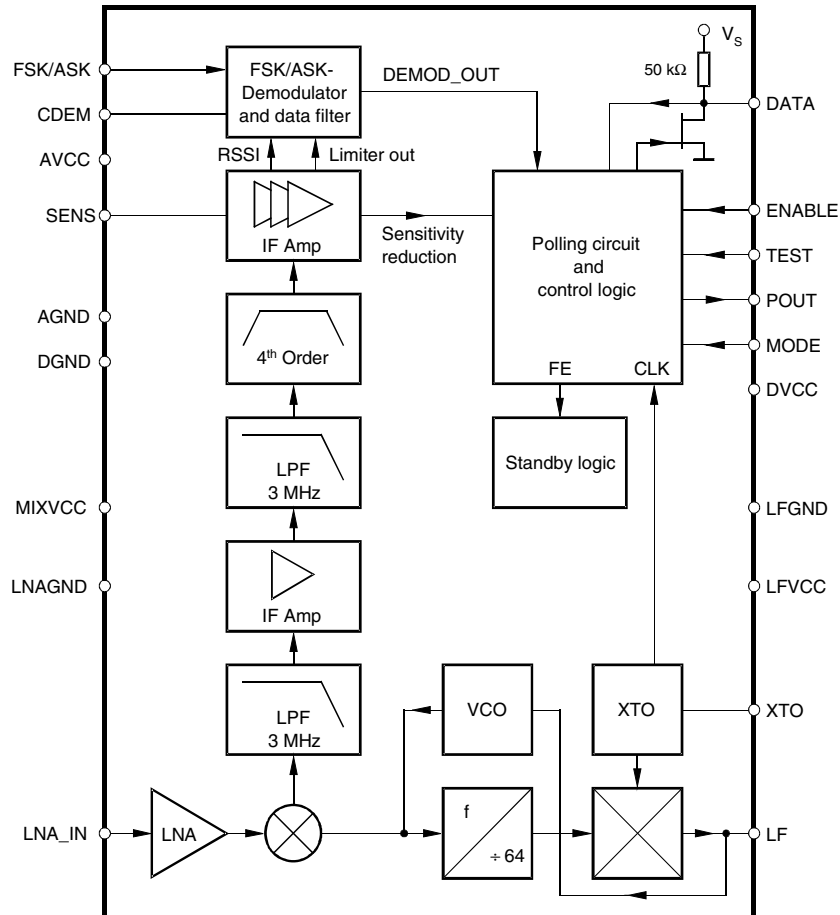 V_S
FSK/ASK
FSK/ASK-
Demodulator
and data filter
DEMOD_OUT
50 kΩ
DATA
CDEM
RSSI
Limiter out
AVCC
SENS
IF Amp
Sensitivity
reduction
Polling circuit
and
control logic
FE
CLK
ENABLE
TEST
POUT
MODE
DVCC
AGND
DGND
4th Order
LPF
3 MHz
Standby logic
MIXVCC
LFGND
LNAGND
IF Amp
LFVCC
LPF
3 MHz
VCO
XTO
XTO
LNA_IN
LNA
f
÷ 64
LF